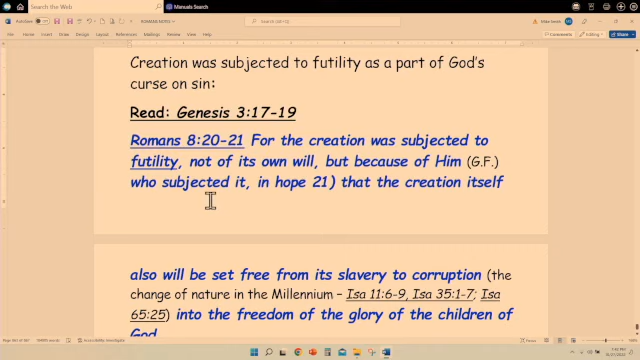 Search the Web
Manuals Search
AutoSave
Off
ROMANS NOTES
Search
File Home Insert Draw Design Layout References Mailings Review View Help
Comments
Editing
Share
Creation was subjected to futility as a part of God's
curse on sin:
Read: Genesis 3:17-19
Romans 8:20-21 For the creation was subjected to
futility, not of its own will, but because of Him (G.F.)
who subjected it, in hope 21) that the creation itself
also will be set free from its slavery to corruption (the
change of nature in the Millennium – Isa 11:6-9, Isa 35:1-7; Isa
65:25) into the freedom of the glory of the children of
God